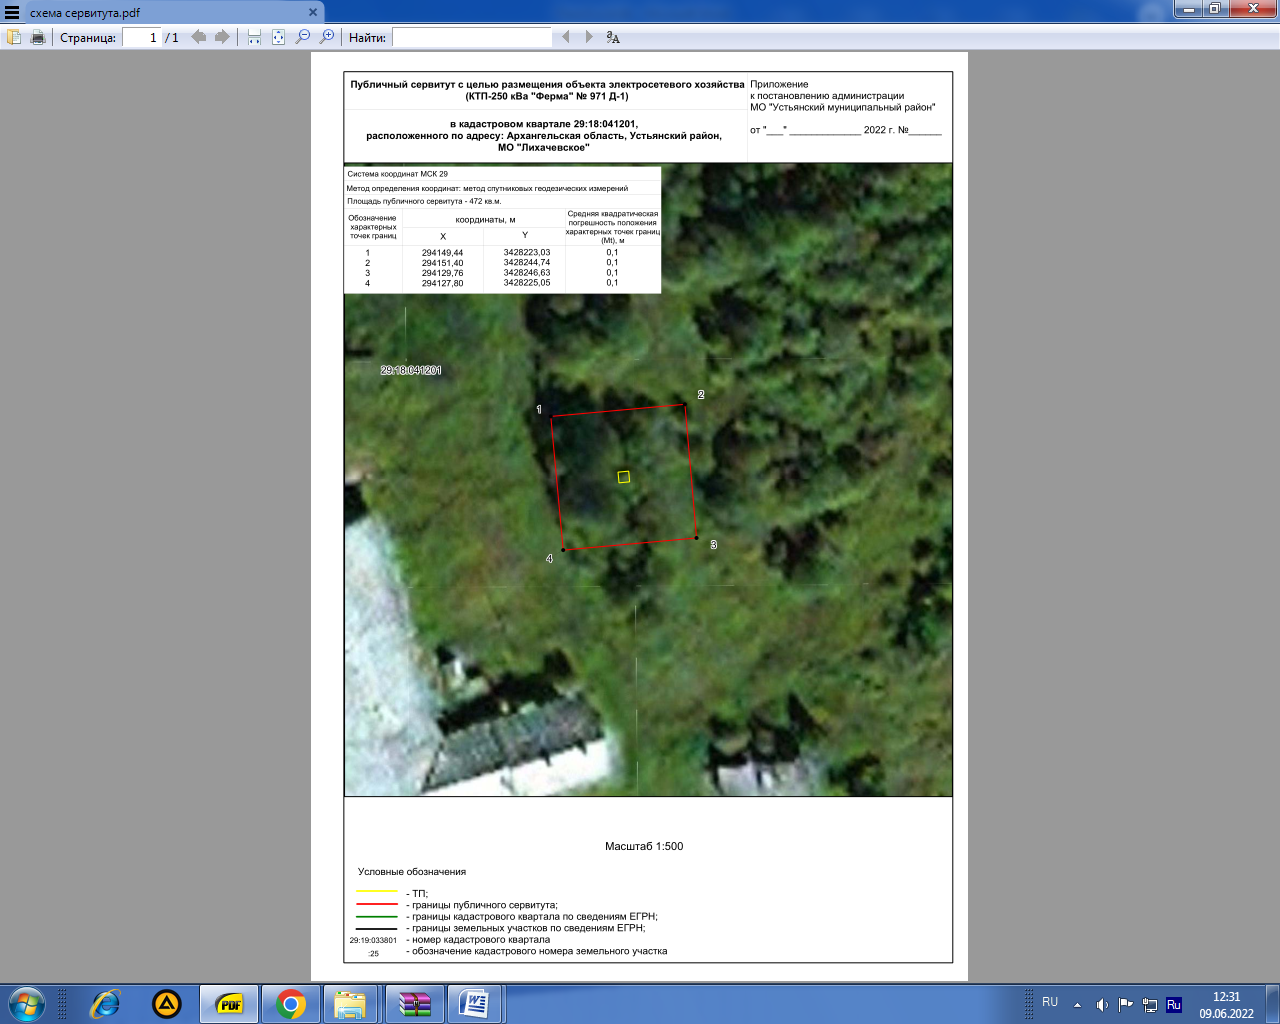 схема сервитута.pdf
Страница: 1 / 1 Найти:
Публичный сервитут с целью размещения объекта электросетевого хозяйства
(КТП-250 кВа "Ферма" № 971 Д-1)
в кадастровом квартале 29:18:041201,
расположенного по адресу: Архангельская область, Устьянский район,
МО "Лихачевское"
Приложение
к постановлению администрации
МО "Устьянский муниципальный район"
от "___" _____________ 2022 г. №______
Система координат МСК 29
Метод определения координат: метод спутниковых геодезических измерений
Площадь публичного сервитута - 472 кв.м.
Обозначение
характерных
точек границ
координаты, м
X Y
Средняя квадратическая
погрешность положения
характерных точек границ
(Mt), м
1 294149,44 3428223,03 0,1
2 294151,40 3428244,74 0,1
3 294129,76 3428246,63 0,1
4 294127,80 3428225,05 0,1
29:18:041201
1
2
3
4
Масштаб 1:500
Условные обозначения
- ТП;
- границы публичного сервитута;
- границы кадастрового квартала по сведениям ЕГРН;
- границы земельных участков по сведениям ЕГРН;
29:19:033801 - номер кадастрового квартала
:25 - обозначение кадастрового номера земельного участка
PDF
RU
Ru
12:31
09.06.2022